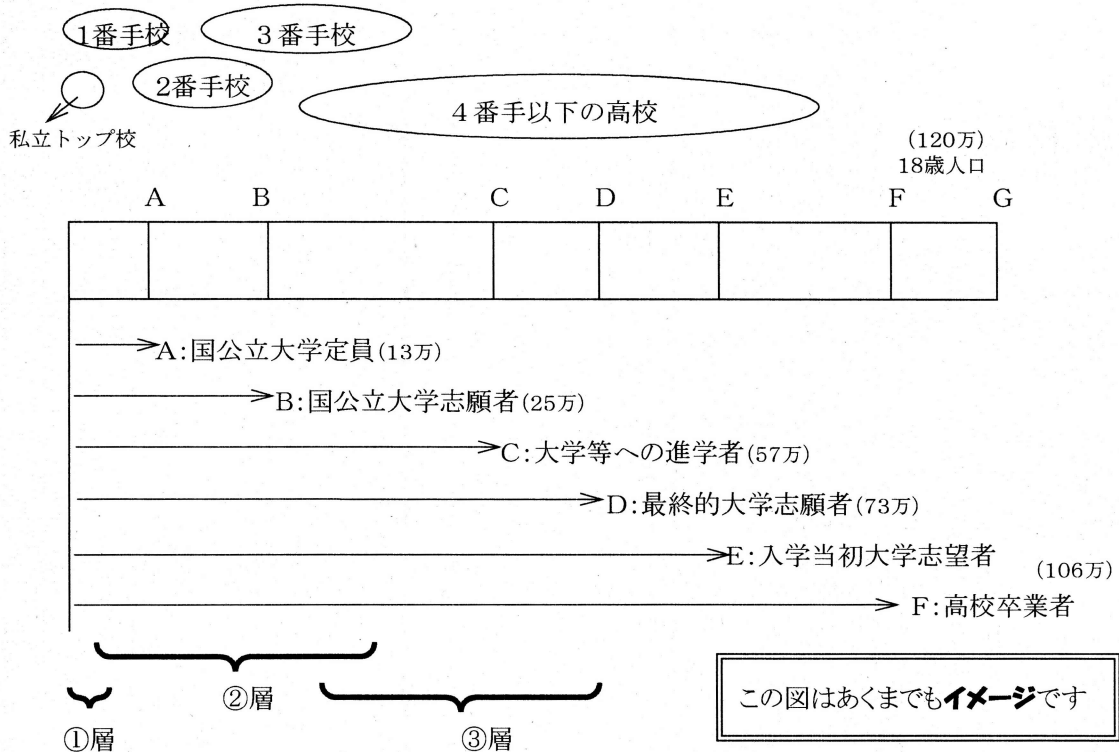 1番手校
3番手校
2番手校
4番手以下の高校
私立トップ校
(120万)
18歳人口
A B C D E F G
A:国公立大学定員(13万)
B:国公立大学志願者(25万)
C:大学等への進学者(57万)
D:最終的大学志願者(73万)
E:入学当初大学志望者
(106万)
F:高校卒業者
②層
①層
③層
この図はあくまでもイメージです